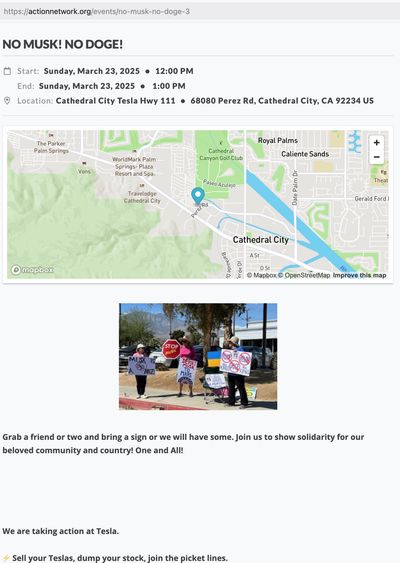 https://actionnetwork.org/events/no-musk-no-doge-3
NO MUSK! NO DOGE!
Start: Sunday, March 23, 2025 • 12:00 PM
End: Sunday, March 23, 2025 • 1:00 PM
Location: Cathedral City Tesla Hwy 111 • 68080 Perez Rd, Cathedral City, CA 92234 US
The Parker
Palm Springs
Vons
WorldMark Palm
Springs- Plaza
Resort and Spa.
Travelodge
Cathedral City
Cathedral
Canyon Golf Club
Paseo Azulejo
Perez Rd
Royal Palms
Caliente Sands
Date Palm Dr
Theat
Gerald Ford
Cathedral City
A St
D St
+
−
mapbox
© Mapbox © OpenStreetMap Improve this map
STOP
Grab a friend or two and bring a sign or we will have some. Join us to show solidarity for our
beloved community and country! One and All!
We are taking action at Tesla.
⚡ Sell your Teslas, dump your stock, join the picket lines.